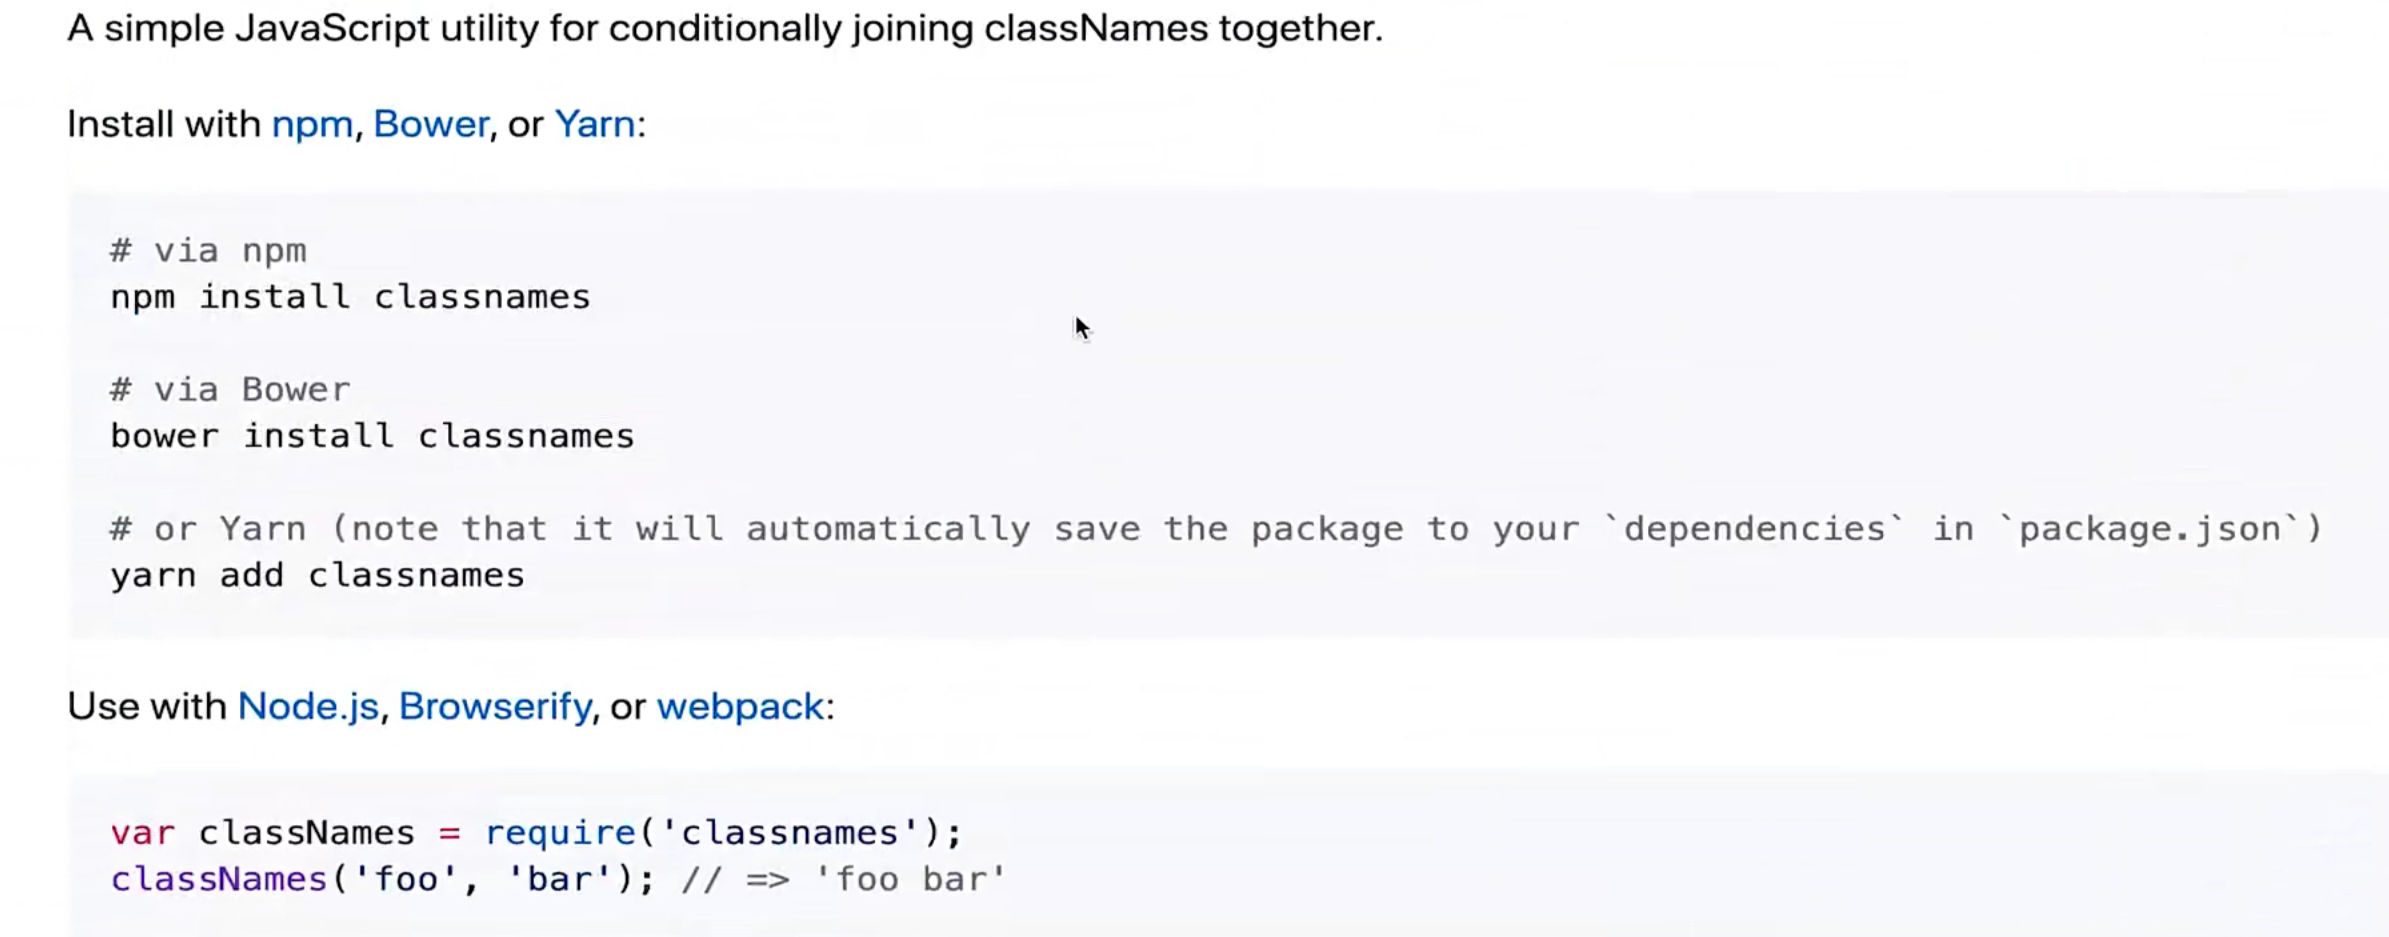 A simple JavaScript utility for conditionally joining classNames together.
Install with npm, Bower, or Yarn:
# via npm
npm install classnames
# via Bower
bower install classnames
# or Yarn (note that it will automatically save the package to your `dependencies` in `package.json`)
yarn add classnames
Use with Node.js, Browserify, or webpack:
var classNames = require('classnames');
classNames('foo', 'bar'); // => 'foo bar'